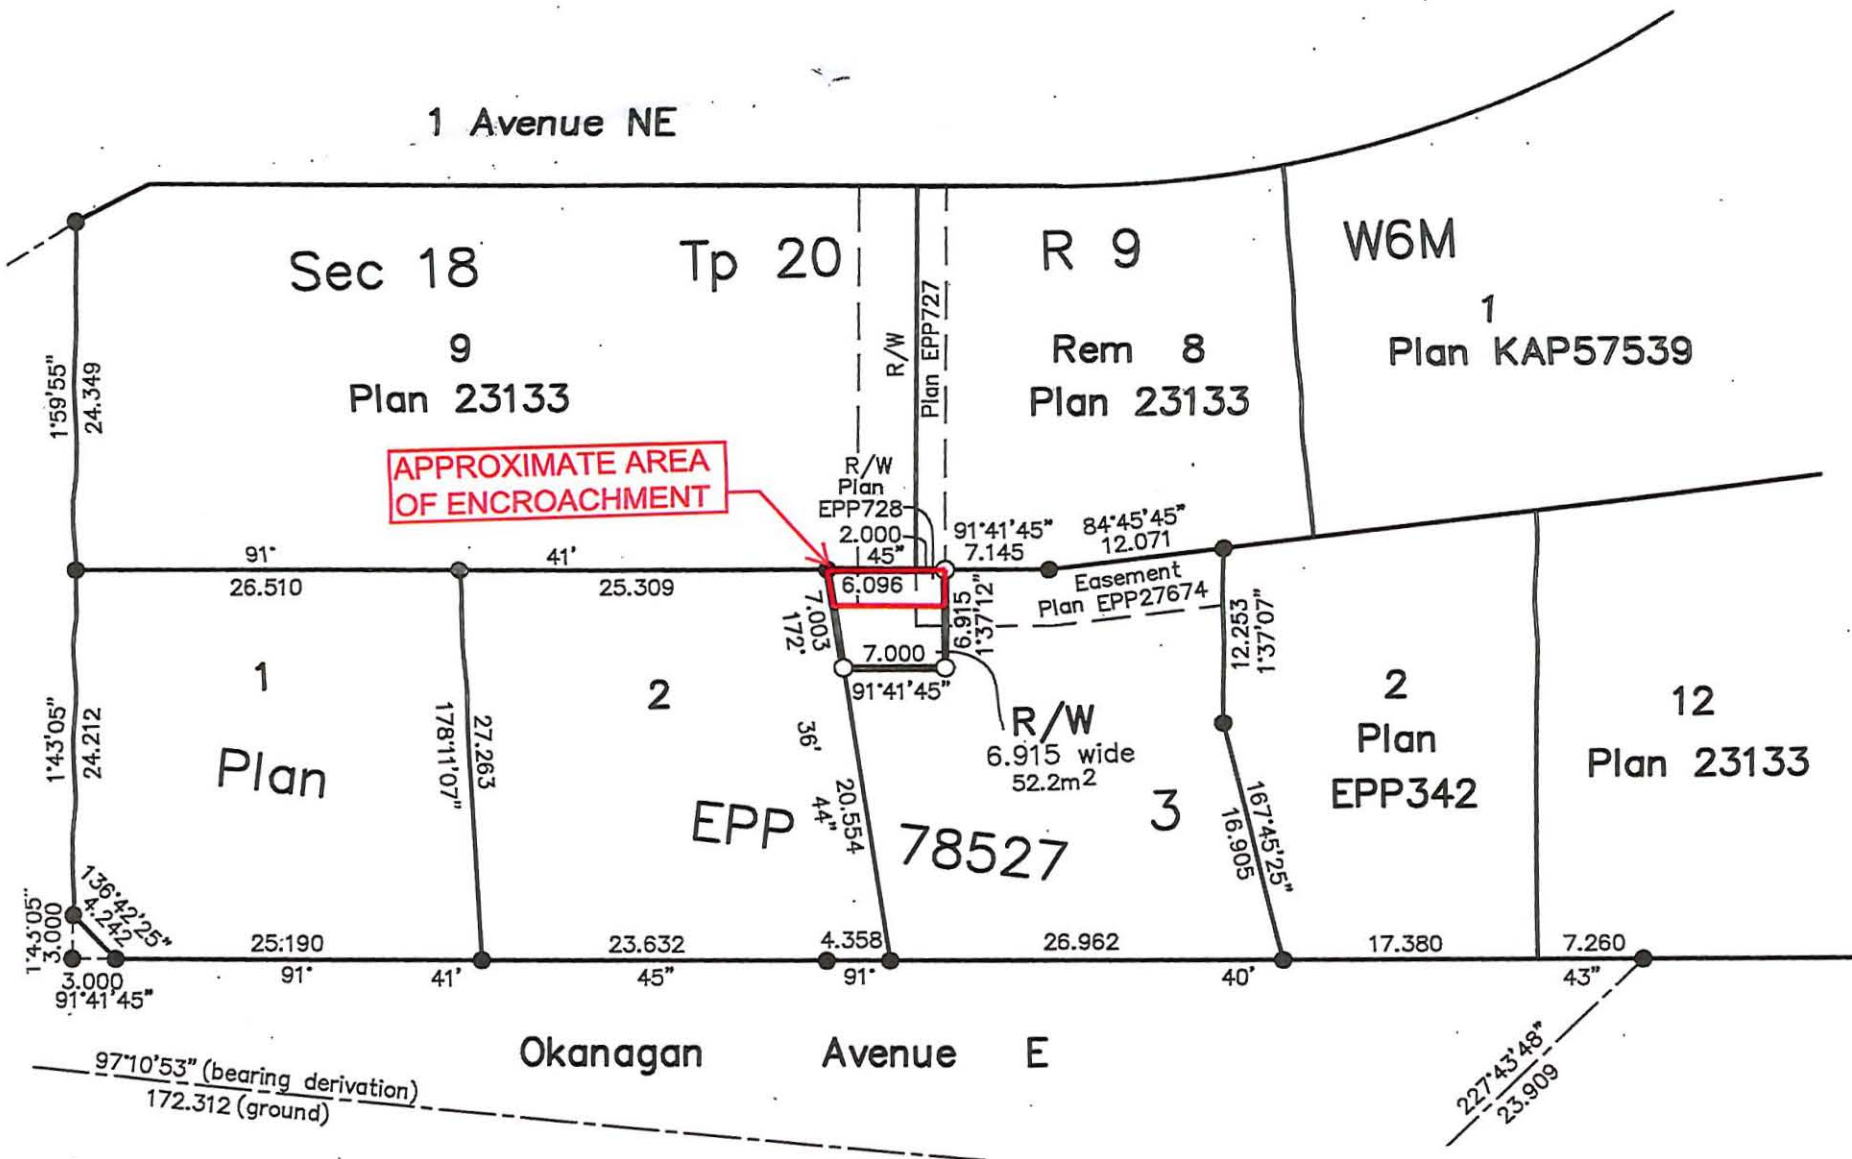 1 Avenue NE
Sec 18
Tp 20
R 9
W6M
9
Plan 23133
Rem 8
Plan 23133
1
Plan KAP57539
1°59'55"
24.349
R/W
Plan EPP727
APPROXIMATE AREA
OF ENCROACHMENT
R/W
Plan
EPP728
2.000
45"
6.096
91°41'45"
7.145
84°45'45"
12.071
Easement
Plan EPP27674
91°
26.510
41'
25.309
7.003
172°
6.915
1°37'12"
7.000
91°41'45"
12.253
1°37'07"
1
Plan
2
EPP
36'
20.554
44"
R/W
6.915 wide
52.2m²
78527
3
2
Plan
EPP342
12
Plan 23133
1°43'05"
24.212
178°11'07"
27.263
167°45'25"
16.905
136°42'25"
4.242
1°43'05"
3.000
3.000
91°41'45"
25.190
23.632
4.358
26.962
17.380
7.260
91°
41'
45"
91°
40'
43"
Okanagan Avenue E
97°10'53" (bearing derivation)
172.312 (ground)
227°43'48"
23.909